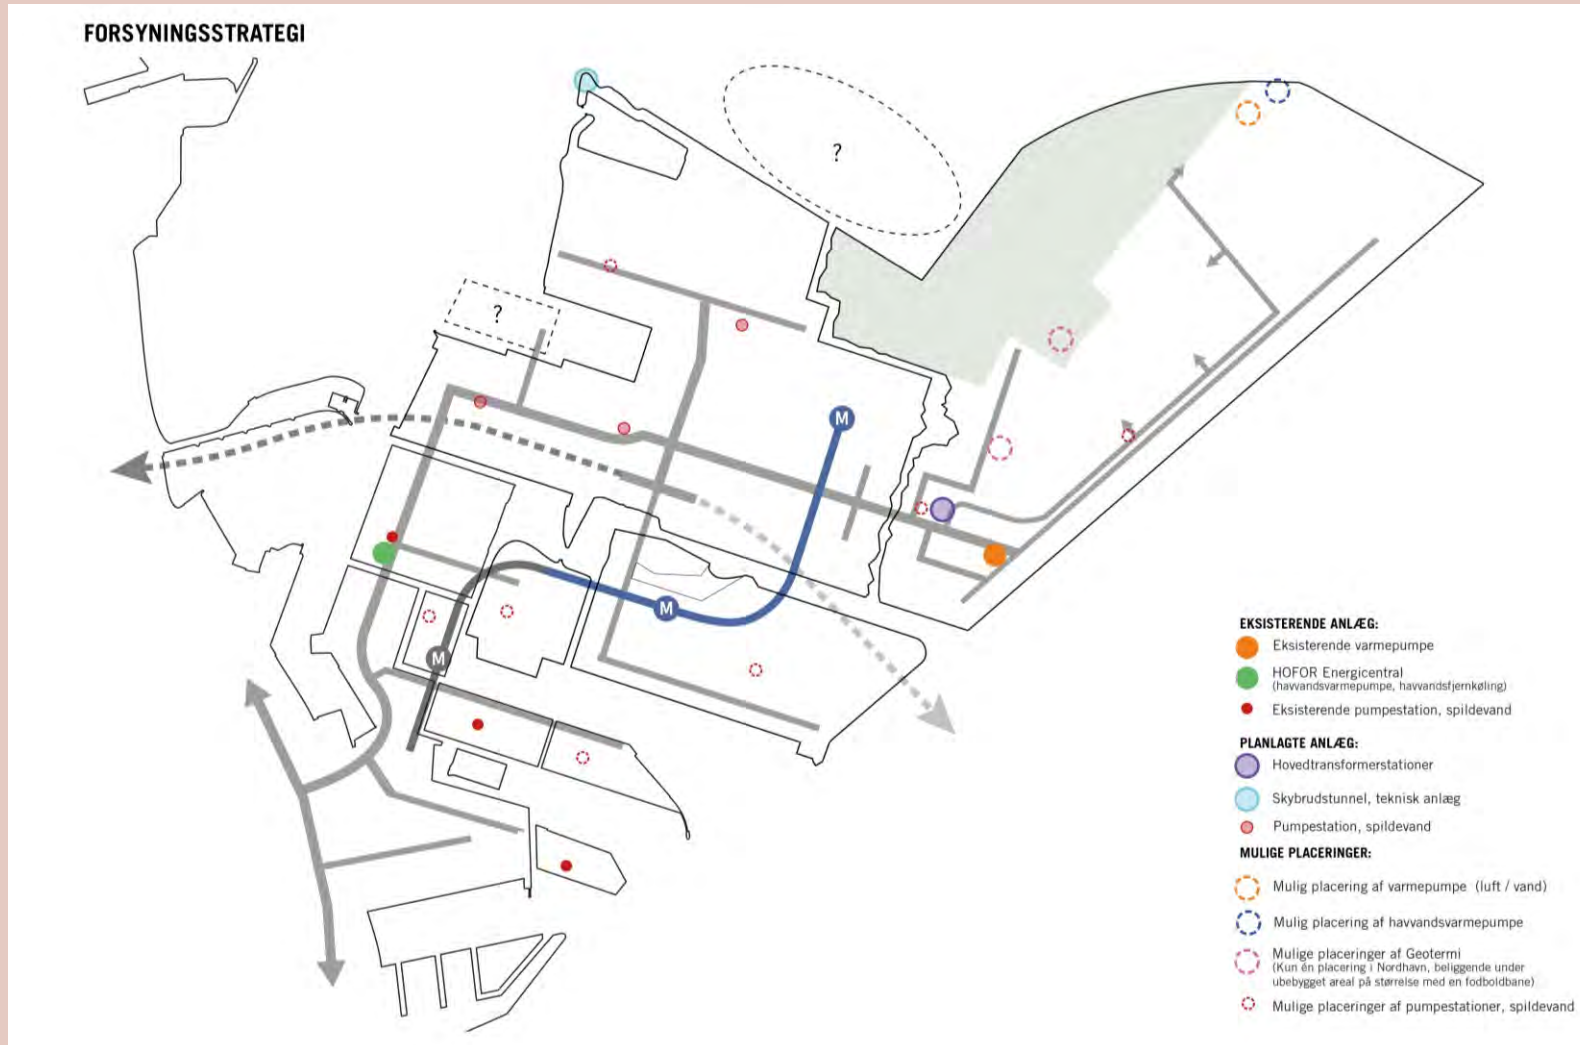 FORSYNINGSSTRATEGI
?
?
M
M
M
EKSISTERENDE ANLÆG:
Eksisterende varmepumpe
HOFOR Energicentral
(havvandsvarmepumpe, havvandsfjernkøling)
Eksisterende pumpestation, spildevand
PLANLAGTE ANLÆG:
Hovedtransformerstationer
Skybrudstunnel, teknisk anlæg
Pumpestation, spildevand
MULIGE PLACERINGER:
Mulig placering af varmepumpe (luft / vand)
Mulig placering af havvandsvarmepumpe
Mulige placeringer af Geotermi
(Kun én placering i Nordhavn, beliggende under
ubebygget areal på størrelse med en fodboldbane)
Mulige placeringer af pumpestationer, spildevand